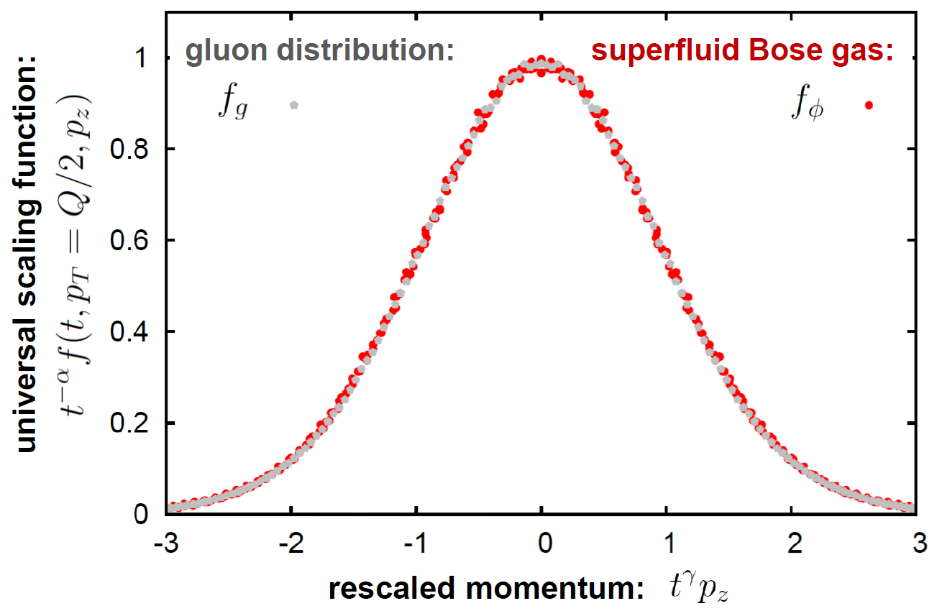 gluon distribution: superfluid Bose gas:
f_g f_ϕ
universal scaling function:
t^{-α} f(t, p_T = Q/2, p_z)
1
0.8
0.6
0.4
0.2
0
-3 -2 -1 0 1 2 3
rescaled momentum: t^γ p_z